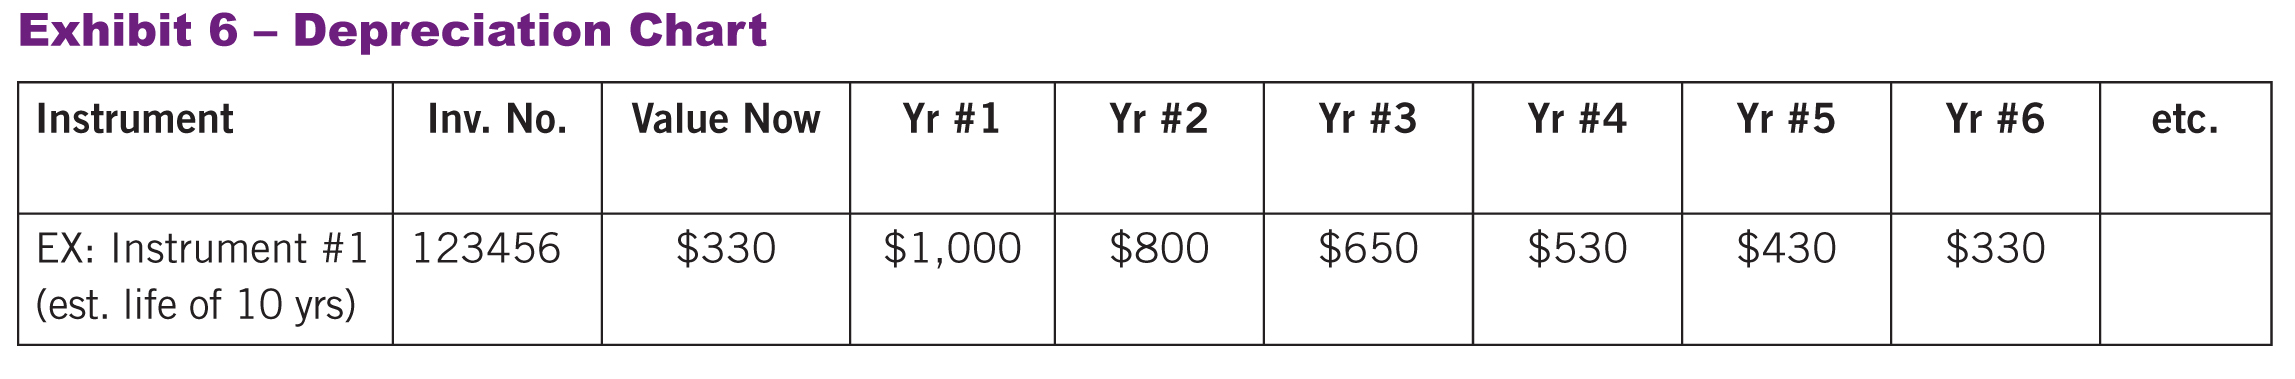 Exhibit 6 – Depreciation Chart
Instrument Inv. No. Value Now Yr #1 Yr #2 Yr #3 Yr #4 Yr #5 Yr #6 etc.
EX: Instrument #1 123456 $330 $1,000 $800 $650 $530 $430 $330
(est. life of 10 yrs)